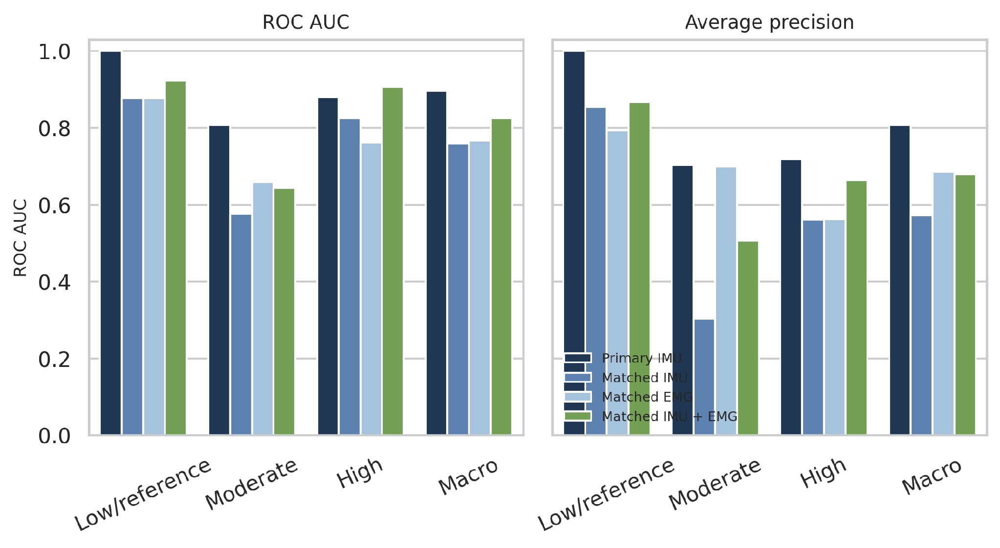 ROC AUC
Average precision
ROC AUC
1.0
0.8
0.6
0.4
0.2
0.0
Primary IMU
Matched IMU
Matched EMG
Matched IMU + EMG
Low/reference
Moderate
High
Macro
Low/reference
Moderate
High
Macro